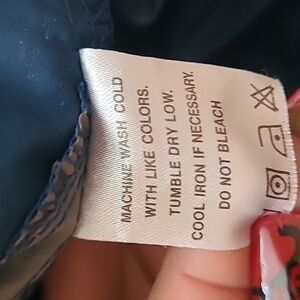 MACHINE WASH COLD
WITH LIKE COLORS.
TUMBLE DRY LOW.
COOL IRON IF NECESSARY.
DO NOT BLEACH